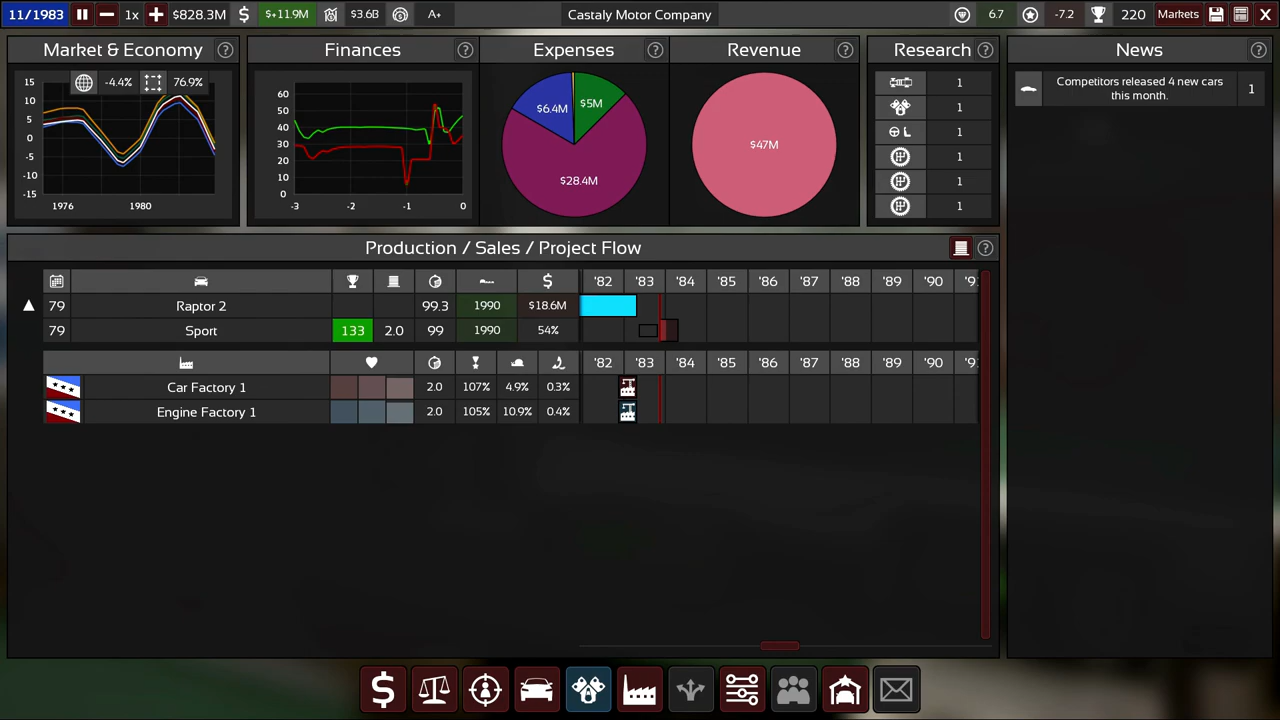 11/1983 1x $828.3M $+11.9M $3.6B A+ Castaly Motor Company 6.7 -7.2 220 Markets
Market & Economy ?
-4.4% 76.9%
15
10
5
0
-5
-10
-15
1976 1980
Finances ?
60
50
40
30
20
10
0
-3 -2 -1 0
Expenses ?
$6.4M $5M
$28.4M
Revenue ?
$47M
Research ?
1
1
1
1
1
1
News ?
Competitors released 4 new cars
this month. 1
Production / Sales / Project Flow ?
$ '82 '83 '84 '85 '86 '87 '88 '89 '90 '9
79 Raptor 2 99.3 1990 $18.6M
79 Sport 133 2.0 99 1990 54%
'82 '83 '84 '85 '86 '87 '88 '89 '90 '9
Car Factory 1 2.0 107% 4.9% 0.3%
Engine Factory 1 2.0 105% 10.9% 0.4%